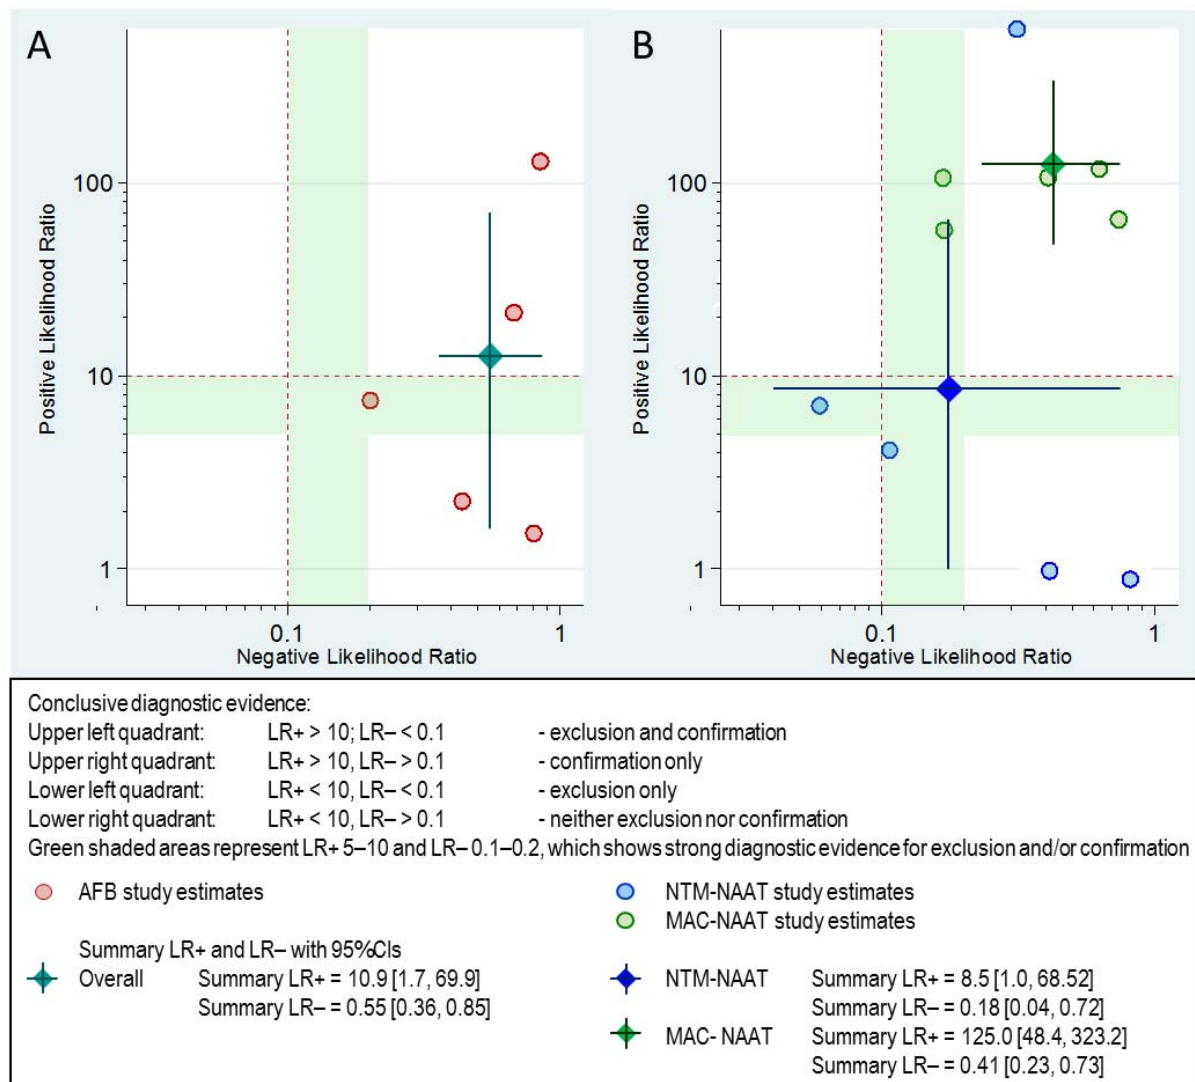 A
Positive Likelihood Ratio
100
10
1
0.1
1
Negative Likelihood Ratio
B
Positive Likelihood Ratio
100
10
1
0.1
1
Negative Likelihood Ratio
Conclusive diagnostic evidence:
Upper left quadrant: LR+ > 10; LR– < 0.1 - exclusion and confirmation
Upper right quadrant: LR+ > 10, LR– > 0.1 - confirmation only
Lower left quadrant: LR+ < 10, LR– < 0.1 - exclusion only
Lower right quadrant: LR+ < 10, LR– > 0.1 - neither exclusion nor confirmation
Green shaded areas represent LR+ 5–10 and LR– 0.1–0.2, which shows strong diagnostic evidence for exclusion and/or confirmation
AFB study estimates
Summary LR+ and LR– with 95%CIs
Overall Summary LR+ = 10.9 [1.7, 69.9]
Summary LR– = 0.55 [0.36, 0.85]
NTM-NAAT study estimates
MAC-NAAT study estimates
NTM-NAAT Summary LR+ = 8.5 [1.0, 68.52]
Summary LR– = 0.18 [0.04, 0.72]
MAC- NAAT Summary LR+ = 125.0 [48.4, 323.2]
Summary LR– = 0.41 [0.23, 0.73]